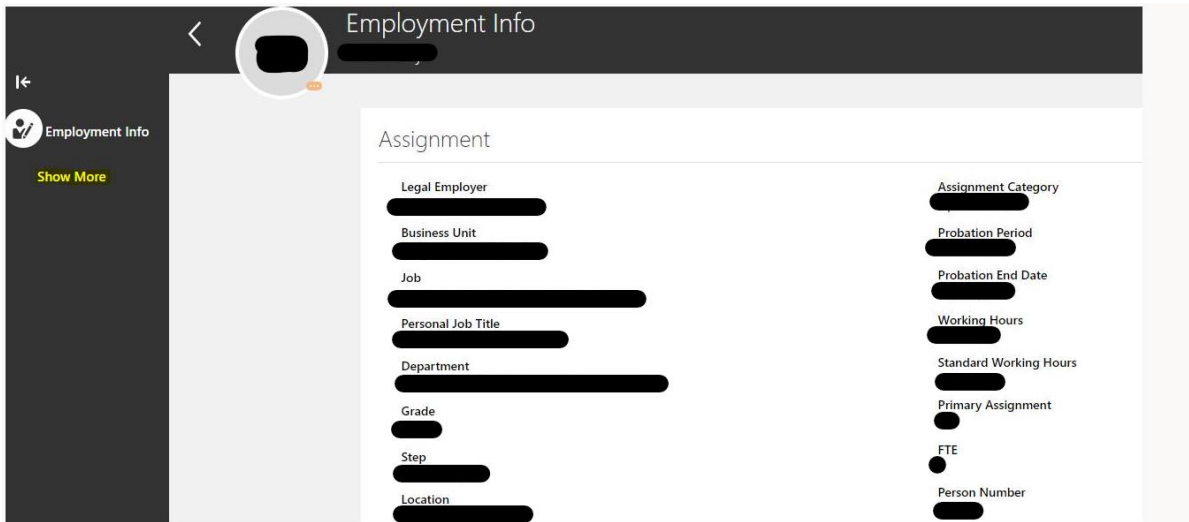 Employment Info
Employment Info
Show More
Assignment
Legal Employer
Business Unit
Job
Personal Job Title
Department
Grade
Step
Location
Assignment Category
Probation Period
Probation End Date
Working Hours
Standard Working Hours
Primary Assignment
FTE
Person Number